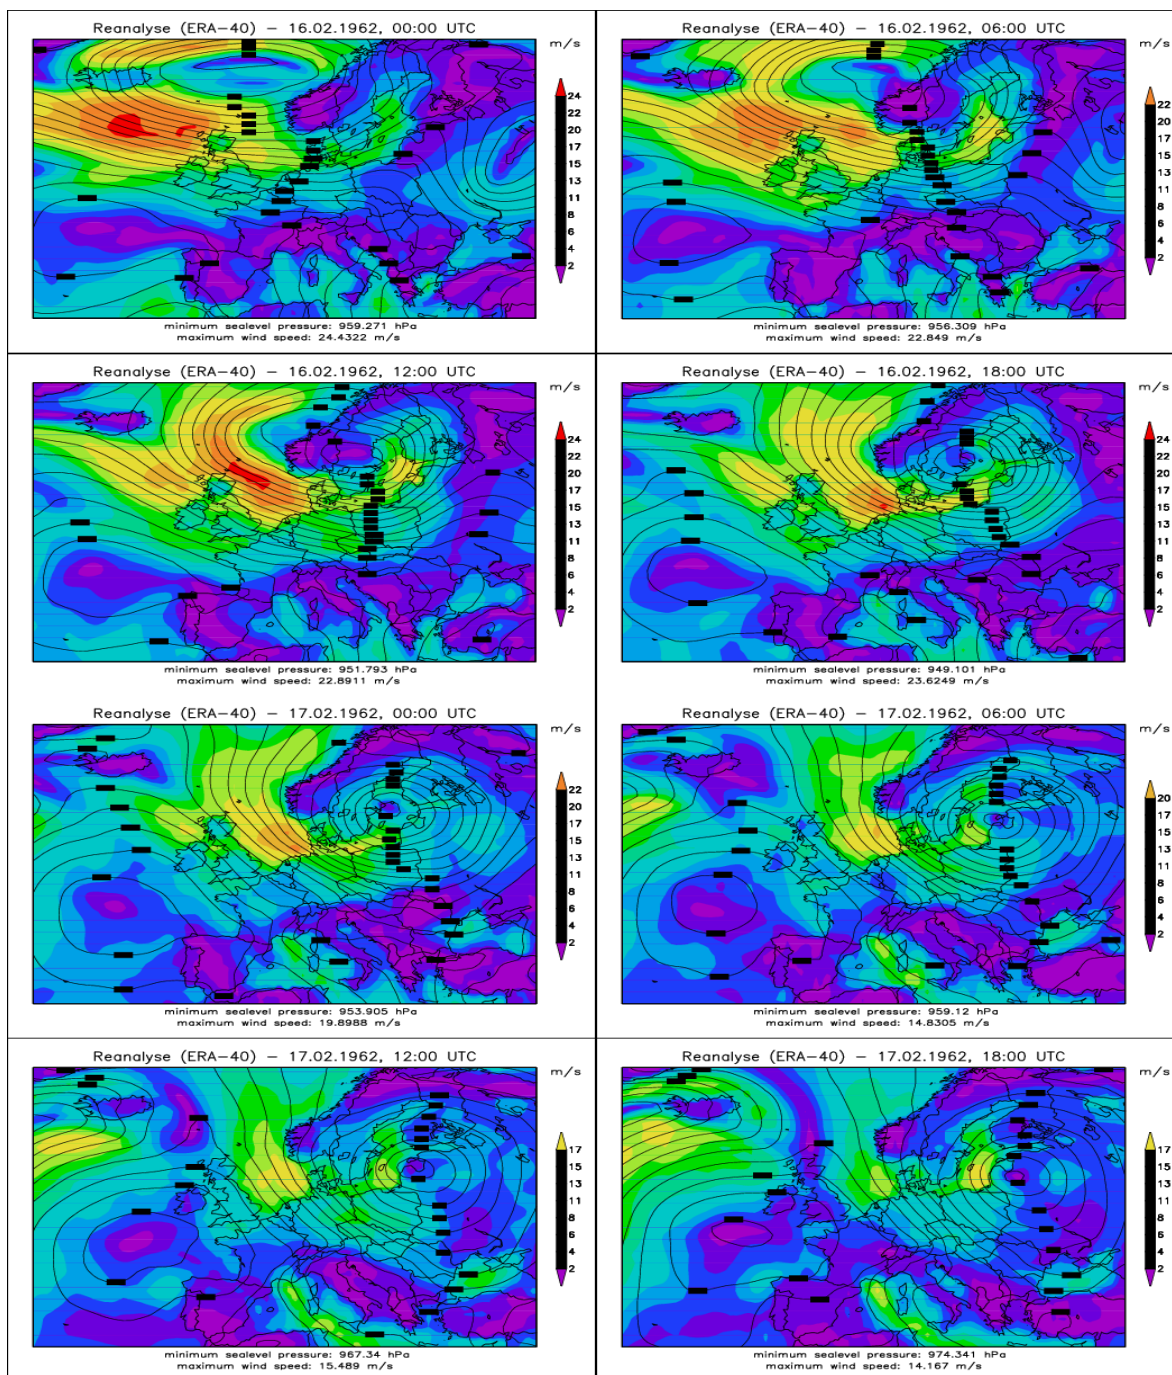 Reanalyse (ERA-40) - 16.02.1962, 00:00 UTC
m/s
24
22
20
17
15
13
11
8
6
4
2
minimum sealevel pressure: 959.271 hPa
maximum wind speed: 24.4322 m/s
Reanalyse (ERA-40) - 16.02.1962, 06:00 UTC
m/s
22
20
17
15
13
11
8
6
4
2
minimum sealevel pressure: 956.309 hPa
maximum wind speed: 22.849 m/s
Reanalyse (ERA-40) - 16.02.1962, 12:00 UTC
m/s
24
22
20
17
15
13
11
8
6
4
2
minimum sealevel pressure: 951.793 hPa
maximum wind speed: 22.8911 m/s
Reanalyse (ERA-40) - 16.02.1962, 18:00 UTC
m/s
24
22
20
17
15
13
11
8
6
4
2
minimum sealevel pressure: 949.101 hPa
maximum wind speed: 23.6249 m/s
Reanalyse (ERA-40) - 17.02.1962, 00:00 UTC
m/s
22
20
17
15
13
11
8
6
4
2
minimum sealevel pressure: 953.905 hPa
maximum wind speed: 19.8988 m/s
Reanalyse (ERA-40) - 17.02.1962, 06:00 UTC
m/s
20
17
15
13
11
8
6
4
2
minimum sealevel pressure: 959.12 hPa
maximum wind speed: 14.8305 m/s
Reanalyse (ERA-40) - 17.02.1962, 12:00 UTC
m/s
17
15
13
11
8
6
4
2
minimum sealevel pressure: 967.34 hPa
maximum wind speed: 15.489 m/s
Reanalyse (ERA-40) - 17.02.1962, 18:00 UTC
m/s
17
15
13
11
8
6
4
2
minimum sealevel pressure: 974.341 hPa
maximum wind speed: 14.167 m/s